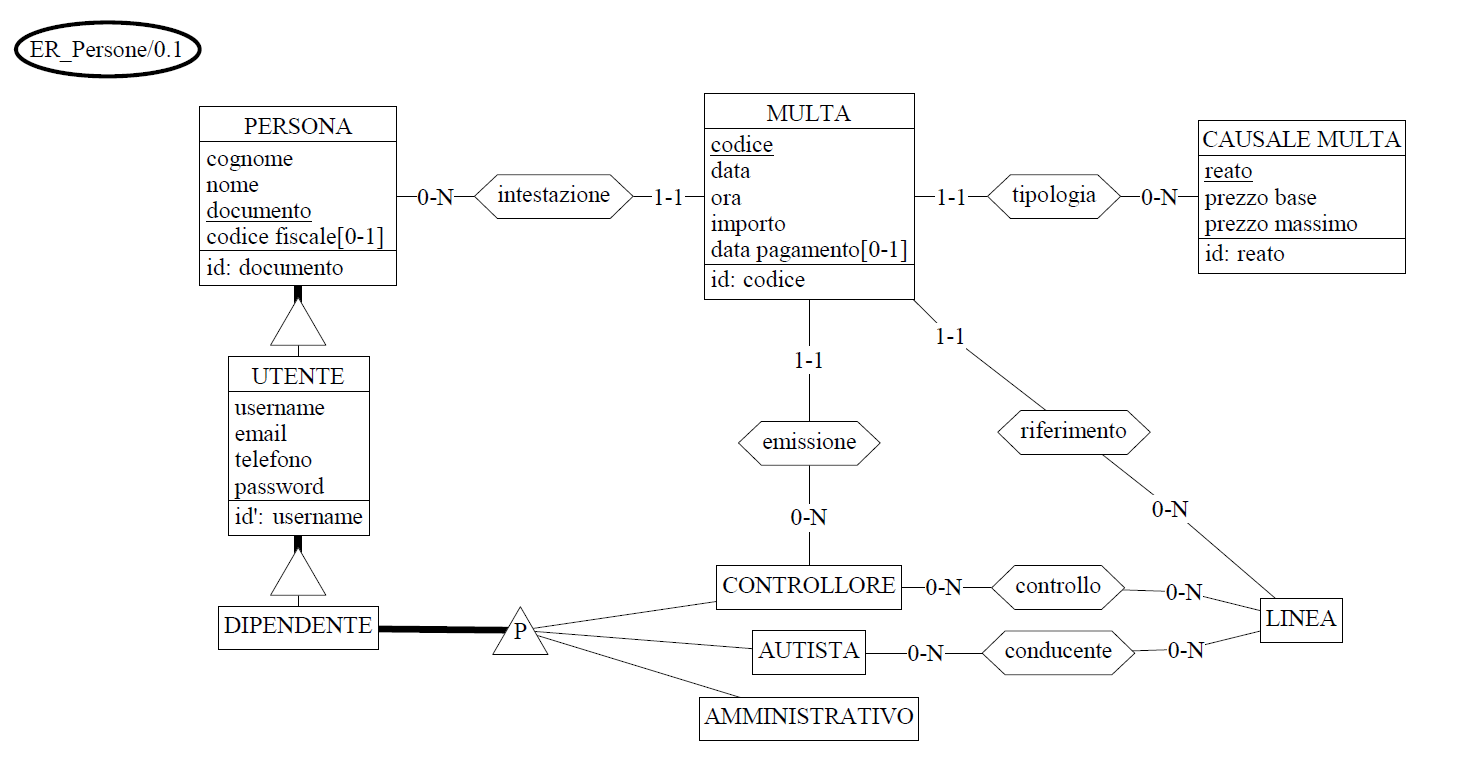 ER_Persone/0.1
PERSONA
cognome
nome
documento
codice fiscale[0-1]
id: documento
0-N
intestazione
1-1
MULTA
codice
data
ora
importo
data pagamento[0-1]
id: codice
1-1
tipologia
0-N
CAUSALE MULTA
reato
prezzo base
prezzo massimo
id: reato
UTENTE
username
email
telefono
password
id': username
1-1
emissione
0-N
1-1
riferimento
0-N
DIPENDENTE
P
CONTROLLORE
0-N
controllo
0-N
LINEA
AUTISTA
0-N
conducente
0-N
AMMINISTRATIVO